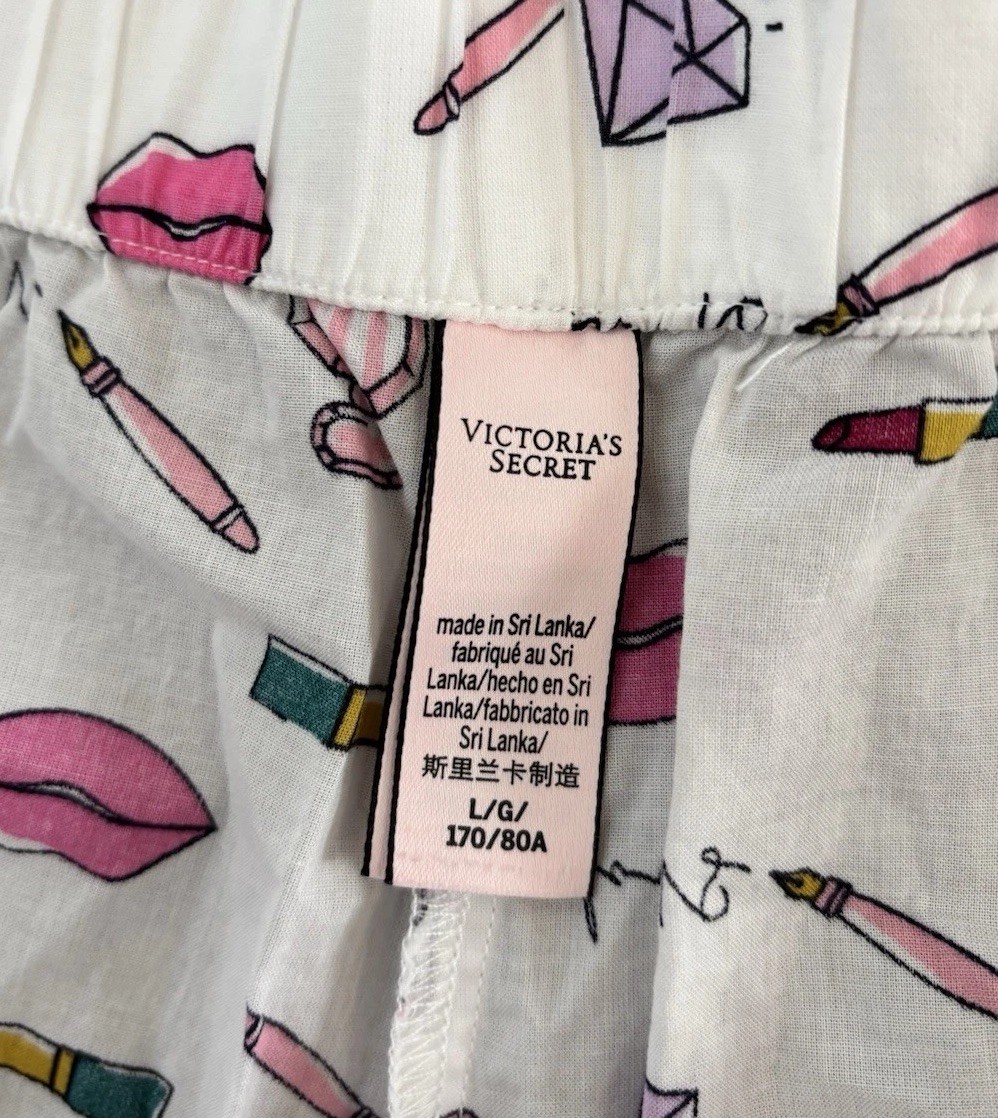 VICTORIA'S
SECRET
made in Sri Lanka/
fabriqué au Sri
Lanka/hecho en Sri
Lanka/fabbricato in
Sri Lanka/
斯里兰卡制造
L/G/
170/80A